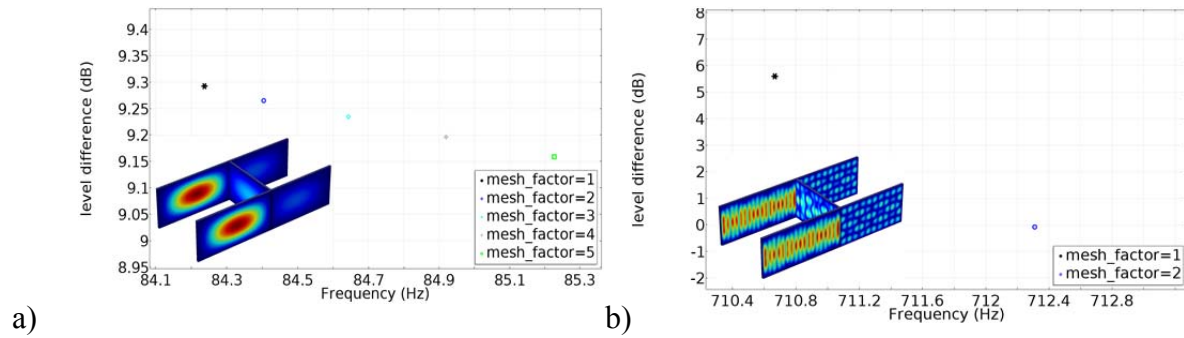 9.4
9.35
9.3
9.25
9.2
9.15
9.1
9.05
9
8.95
level difference (dB)
84.1
84.3
84.5
84.7
84.9
85.1
85.3
Frequency (Hz)
mesh_factor=1
mesh_factor=2
mesh_factor=3
mesh_factor=4
mesh_factor=5
a)
8
7
6
5
4
3
2
1
0
-1
-2
level difference (dB)
710.4
710.8
711.2
711.6
712
712.4
712.8
Frequency (Hz)
mesh_factor=1
mesh_factor=2
b)